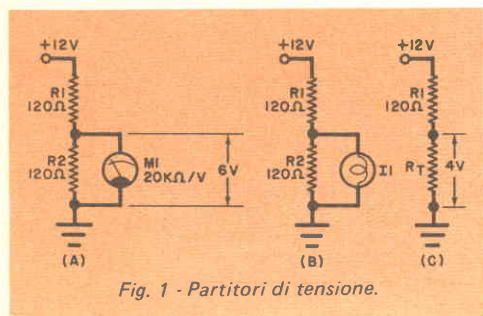 +12V
R1
120Ω
R2
120Ω
M1
20KΩ/V
6V
(A)
+12V
R1
120Ω
R2
120Ω
I1
(B)
+12V
R1
120Ω
RT
4V
(C)
Fig. 1 - Partitori di tensione.